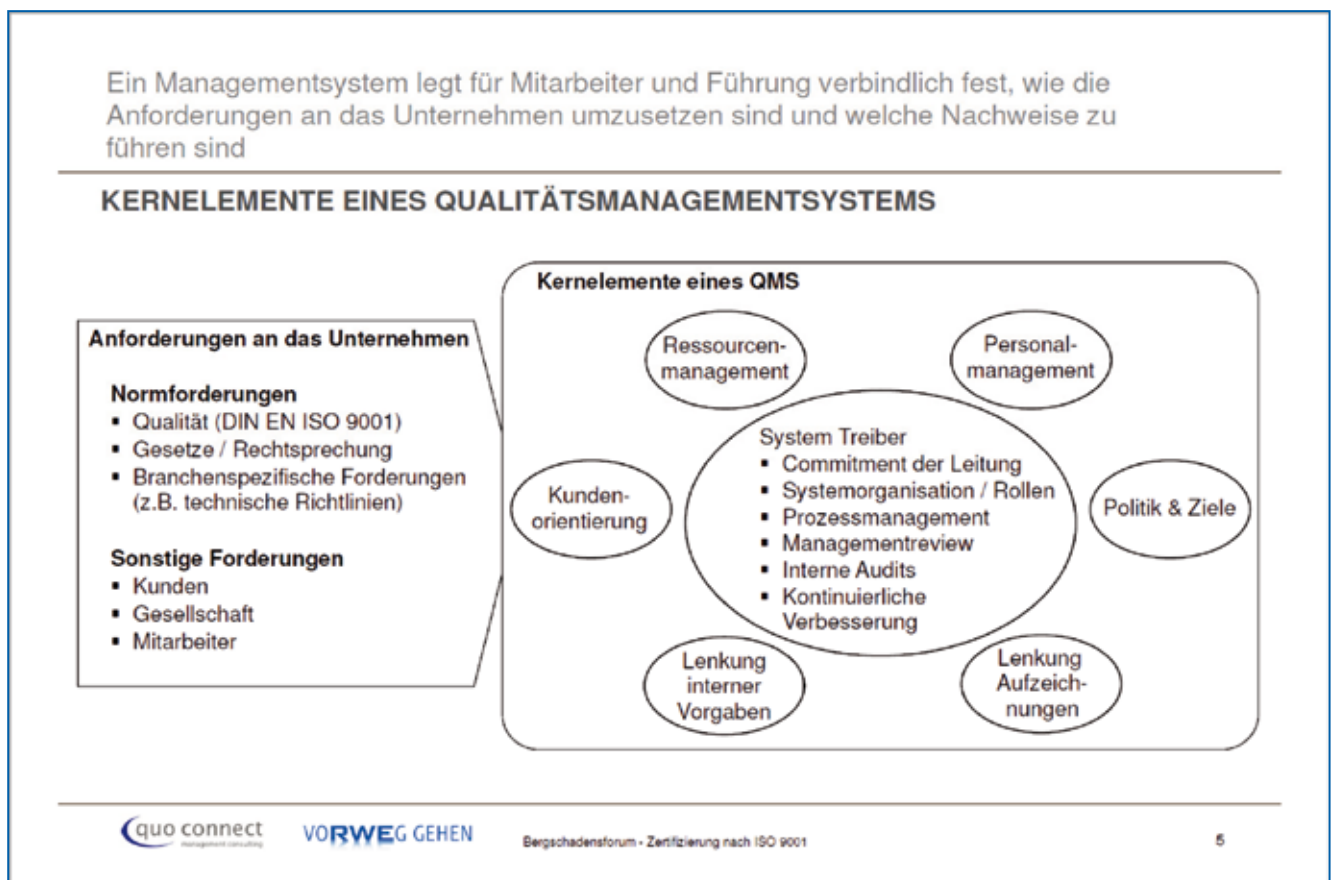 Ein Managementsystem legt für Mitarbeiter und Führung verbindlich fest, wie die
Anforderungen an das Unternehmen umzusetzen sind und welche Nachweise zu
führen sind
KERNELEMENTE EINES QUALITÄTSMANAGEMENTSYSTEMS
Anforderungen an das Unternehmen
Normforderungen
▪ Qualität (DIN EN ISO 9001)
▪ Gesetze / Rechtsprechung
▪ Branchenspezifische Forderungen
(z.B. technische Richtlinien)
Sonstige Forderungen
▪ Kunden
▪ Gesellschaft
▪ Mitarbeiter
Kernelemente eines QMS
Ressourcen-
management
Personal-
management
Kunden-
orientierung
System Treiber
▪ Commitment der Leitung
▪ Systemorganisation / Rollen
▪ Prozessmanagement
▪ Managementreview
▪ Interne Audits
▪ Kontinuierliche
Verbesserung
Politik & Ziele
Lenkung
interner
Vorgaben
Lenkung
Aufzeich-
nungen
quo connect
management consulting
VORWEG GEHEN
Bergschadensforum - Zertifizierung nach ISO 9001
5